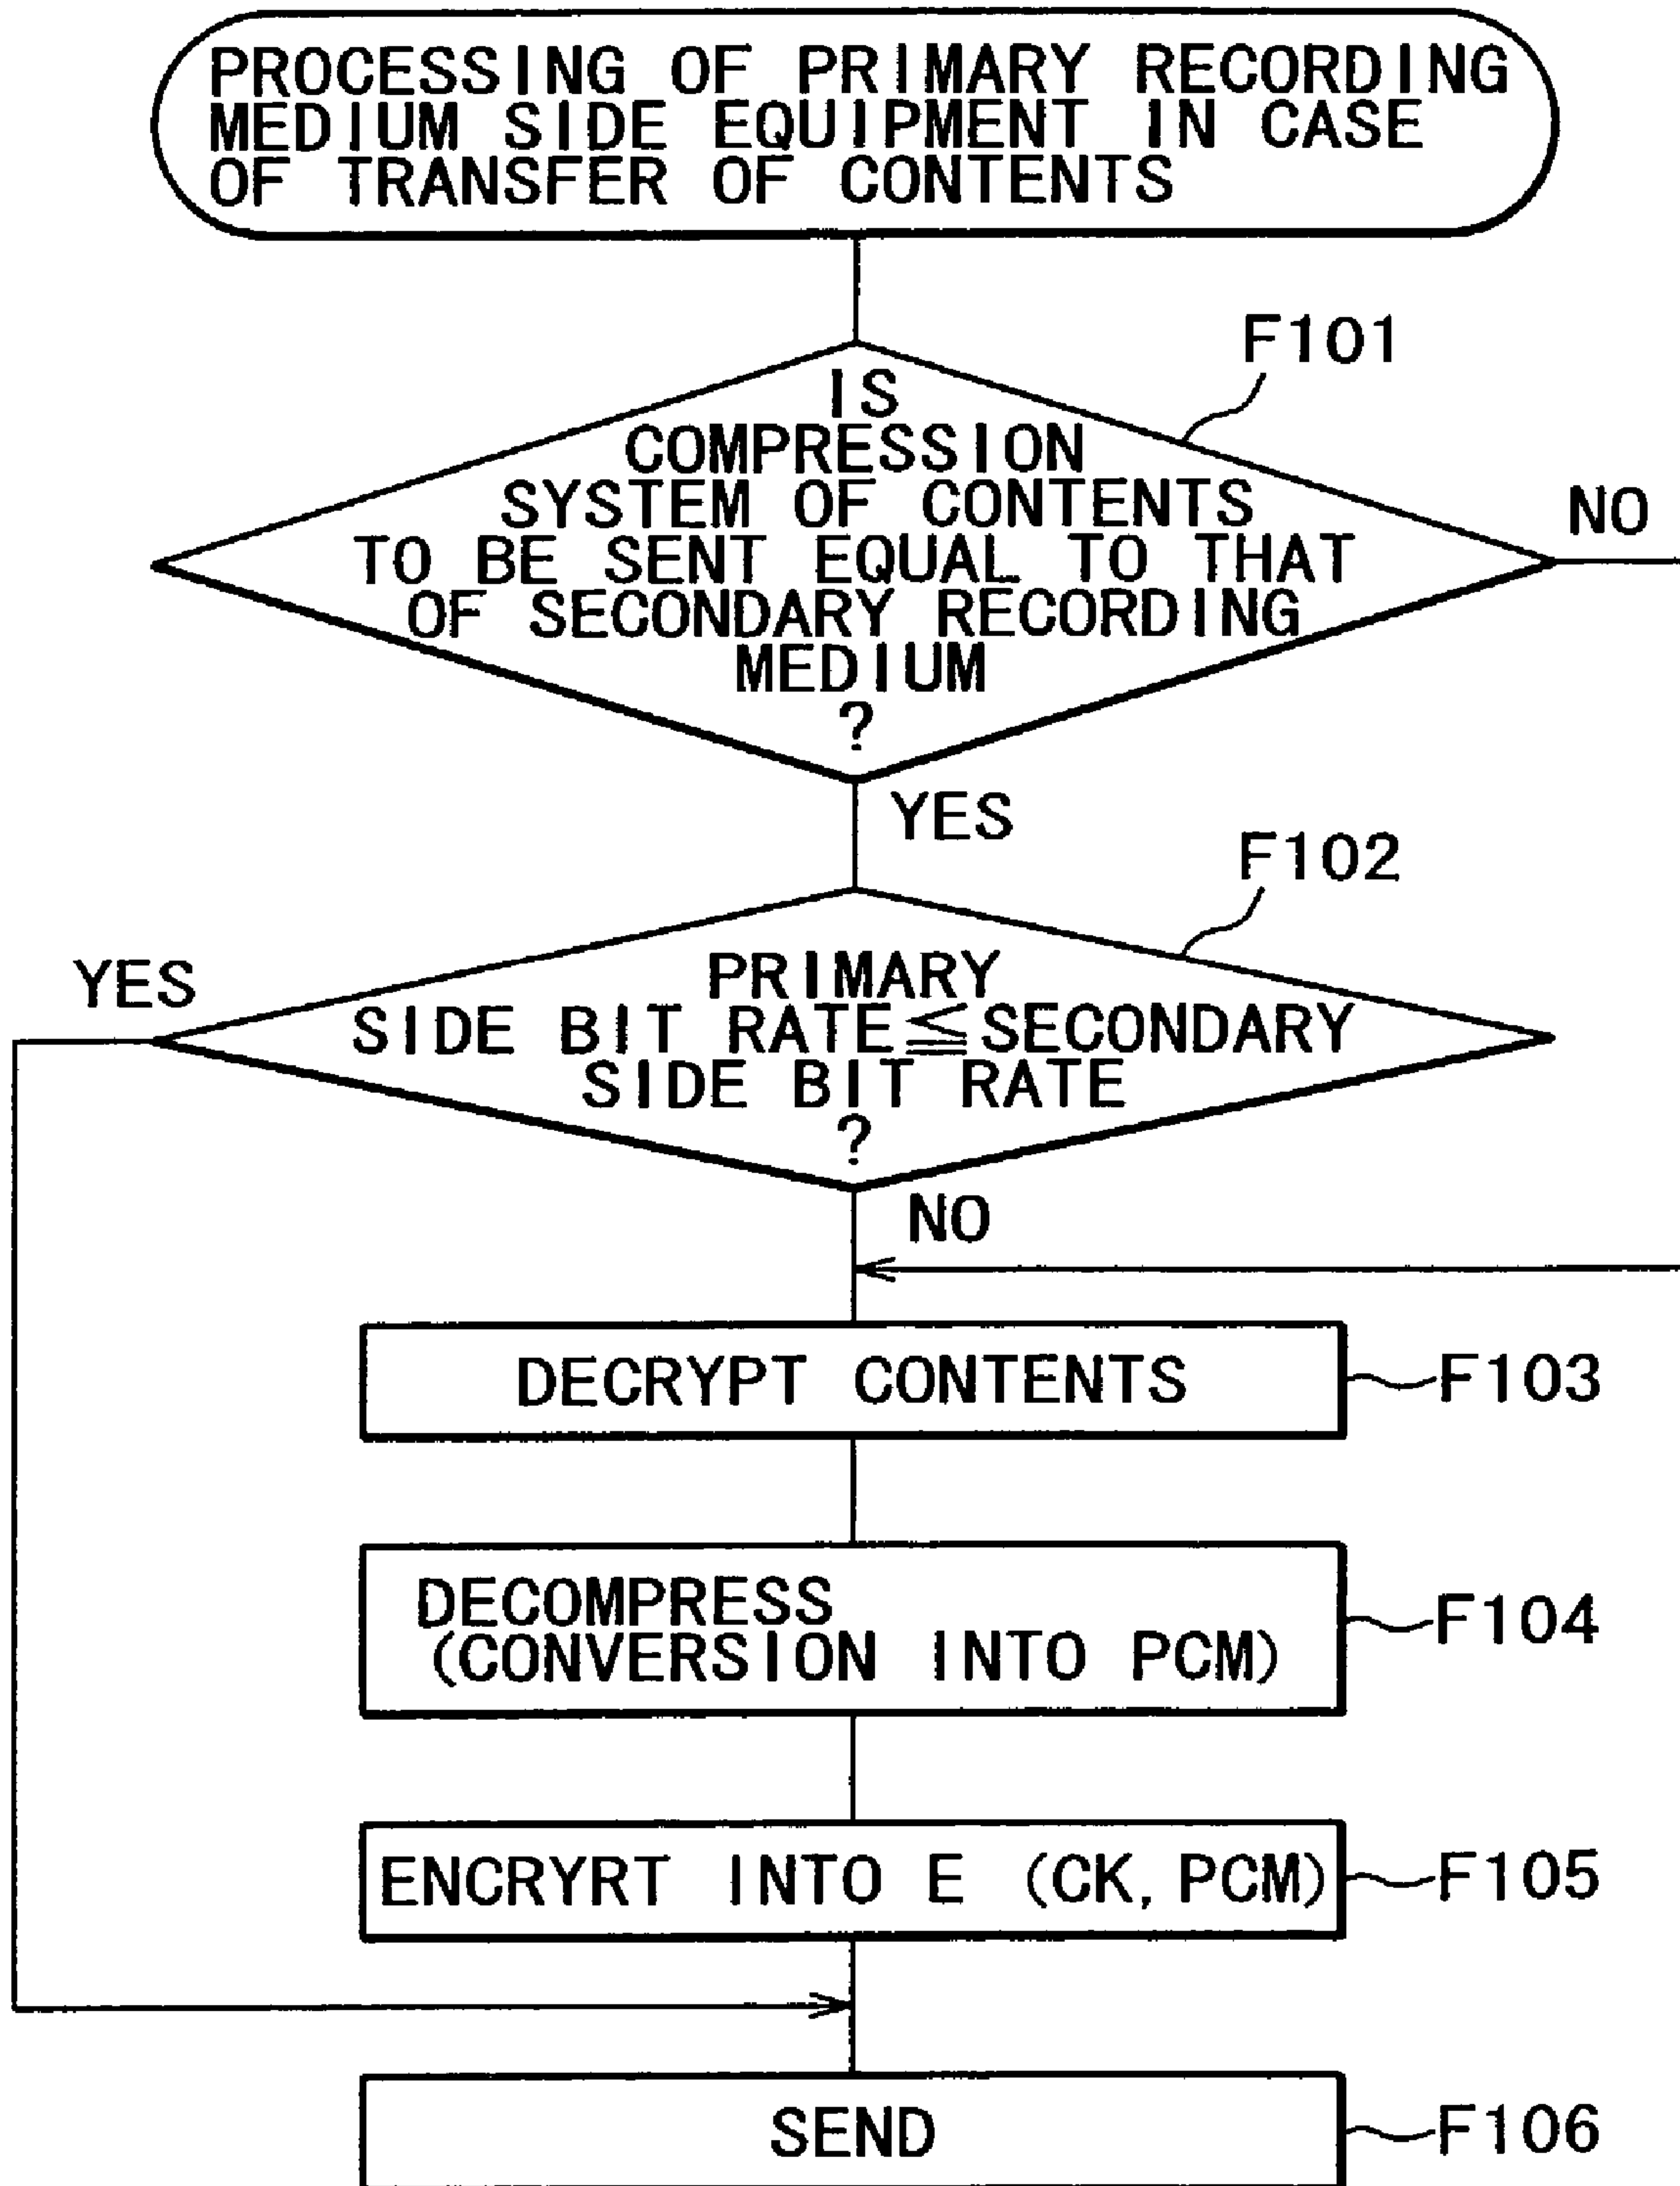 PROCESSING OF PRIMARY RECORDING
MEDIUM SIDE EQUIPMENT IN CASE
OF TRANSFER OF CONTENTS
F101
IS
COMPRESSION
SYSTEM OF CONTENTS
TO BE SENT EQUAL TO THAT
OF SECONDARY RECORDING
MEDIUM
?
NO
YES
F102
YES
PRIMARY
SIDE BIT RATE≦SECONDARY
SIDE BIT RATE
?
NO
DECRYPT CONTENTS
F103
DECOMPRESS
(CONVERSION INTO PCM)
F104
ENCRYRT INTO E (CK, PCM)
F105
SEND
F106